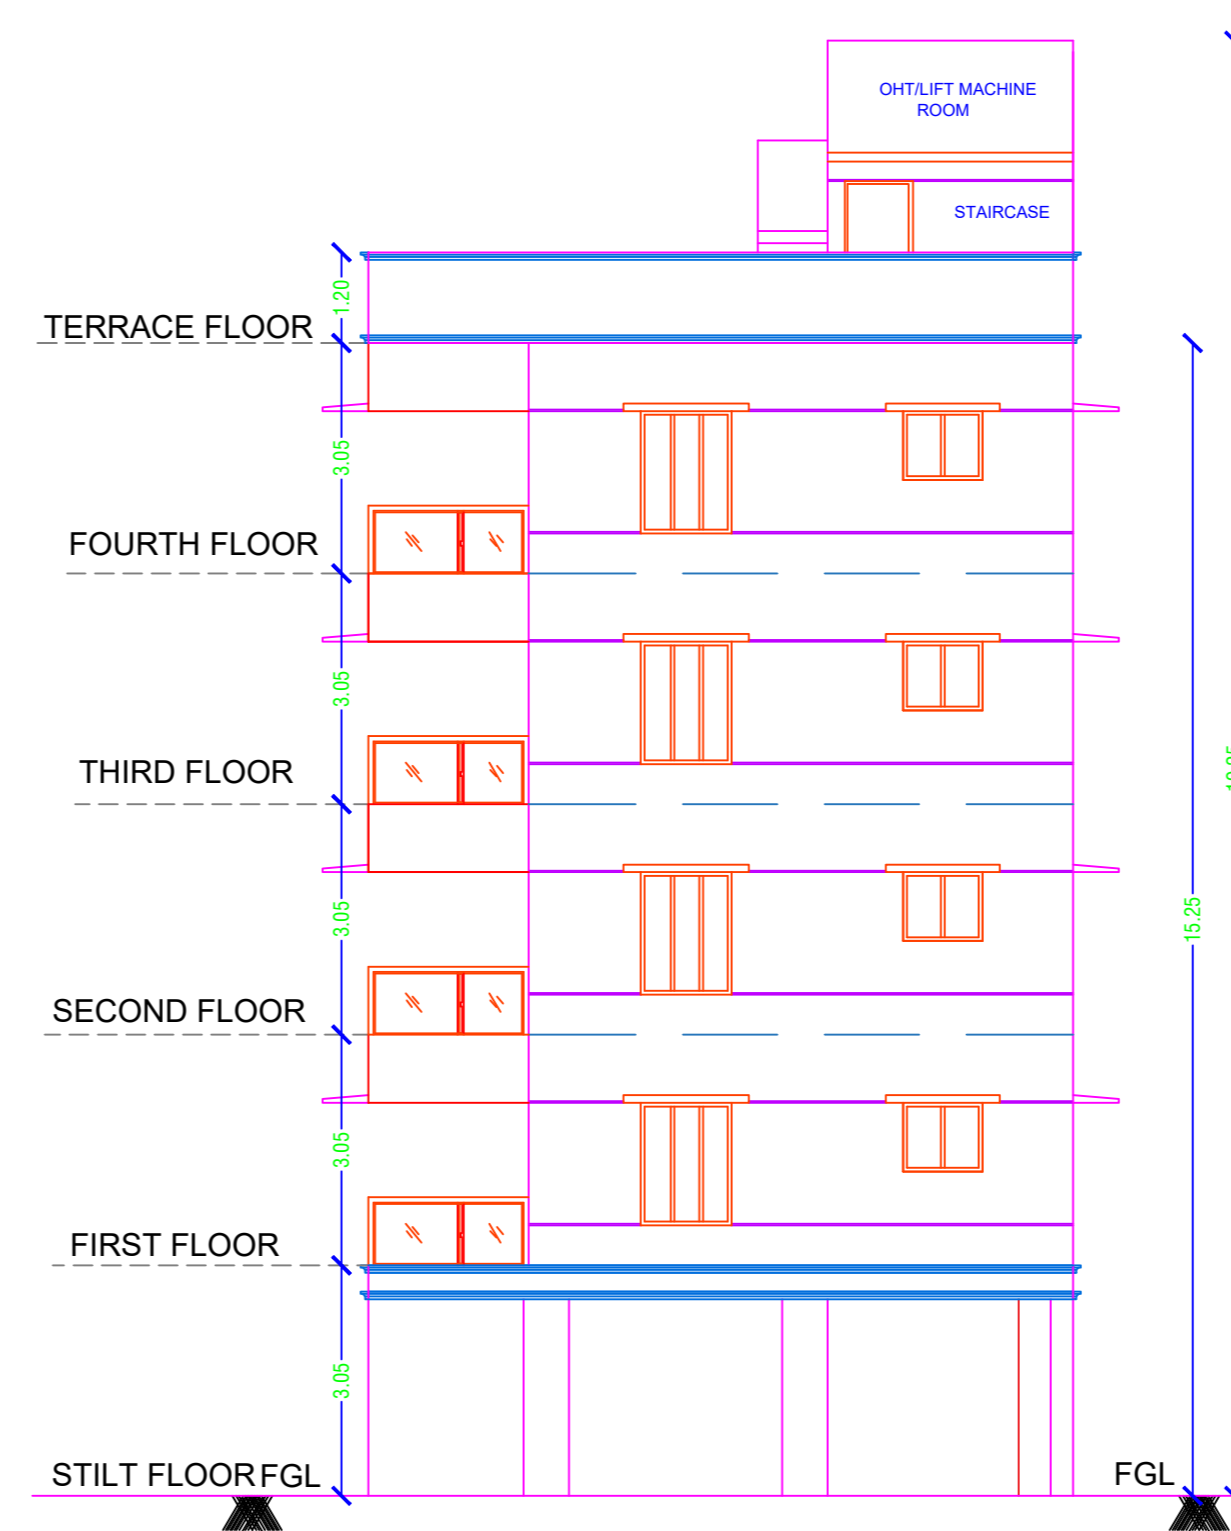 OHT/LIFT MACHINE
ROOM
STAIRCASE
1.20
TERRACE FLOOR
3.05
FOURTH FLOOR
3.05
THIRD FLOOR
3.05
15.25
SECOND FLOOR
3.05
FIRST FLOOR
3.05
STILT FLOOR FGL
FGL